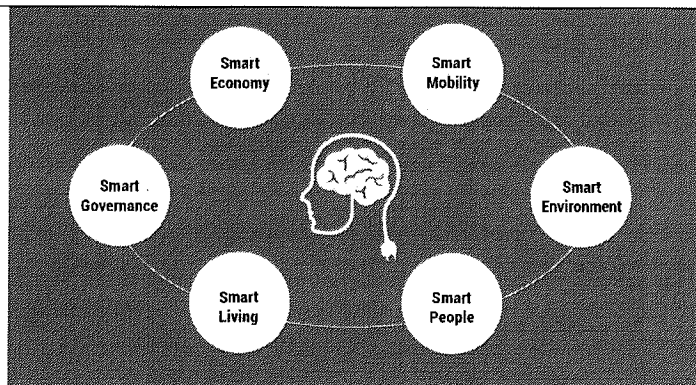 Smart
Economy
Smart
Mobility
Smart
Governance
Smart
Environment
Smart
Living
Smart
People